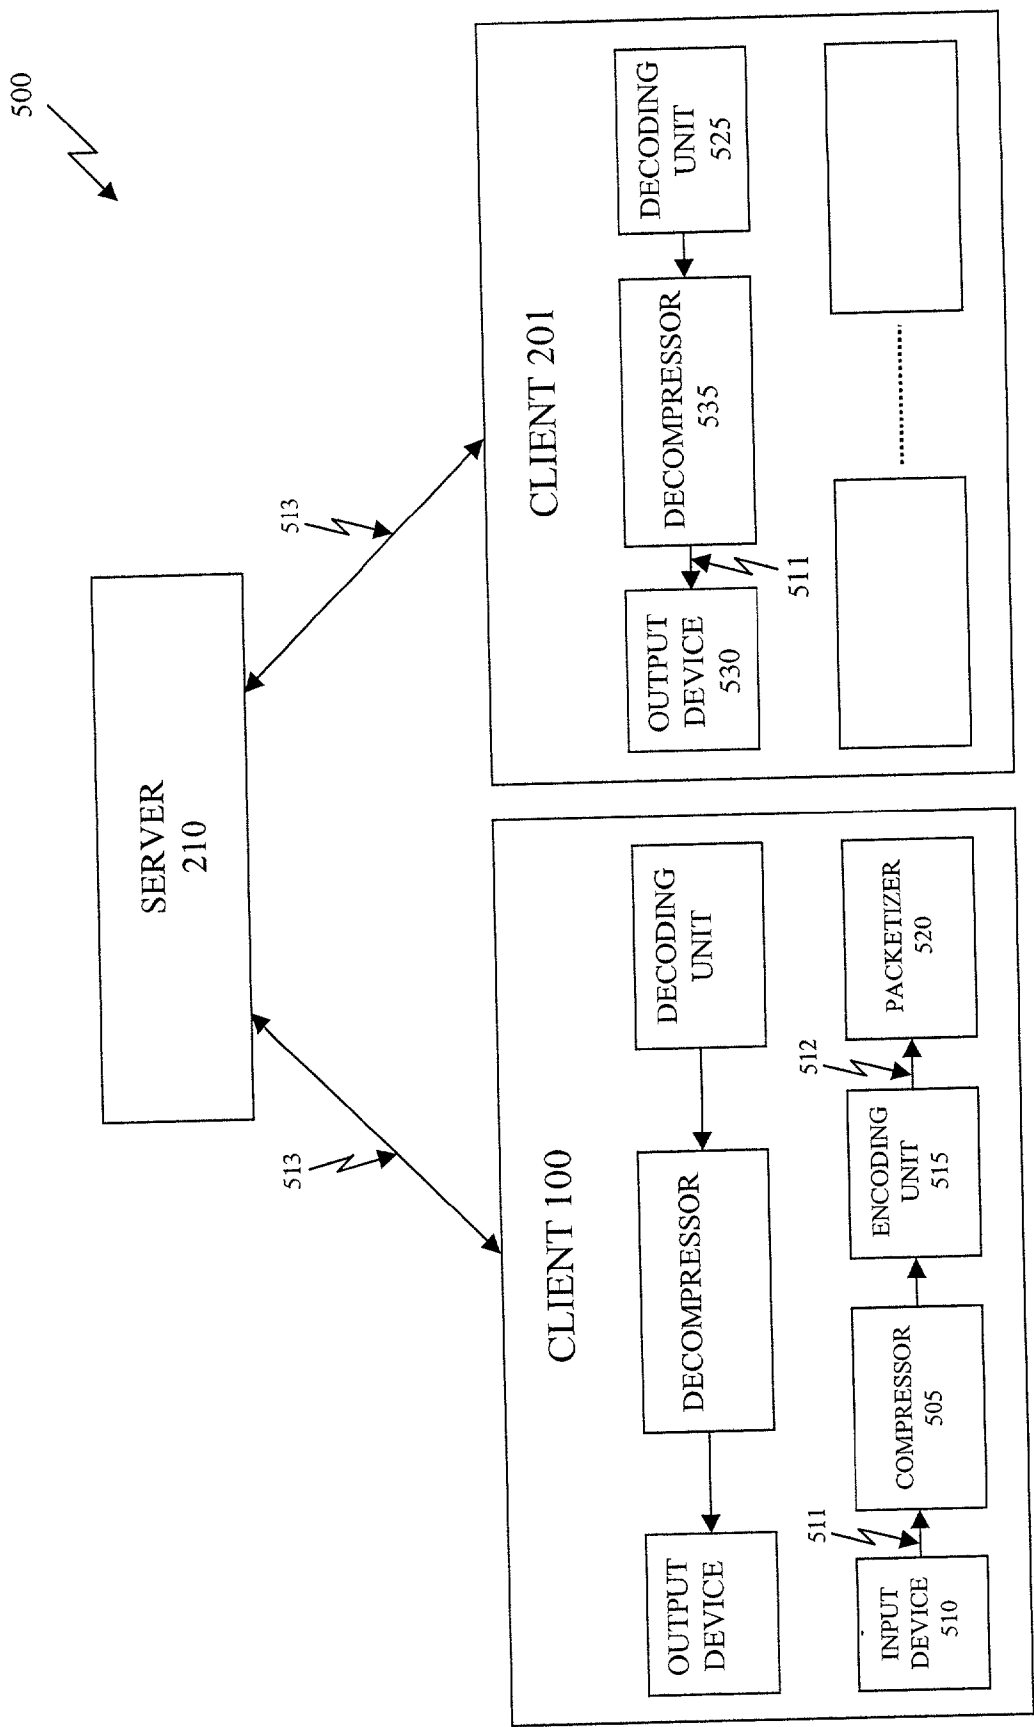 500
SERVER
210
513
513
CLIENT 100
DECODING
UNIT
DECOMPRESSOR
OUTPUT
DEVICE
511
512
INPUT
DEVICE
510
COMPRESSOR
505
ENCODING
UNIT
515
PACKETIZER
520
CLIENT 201
OUTPUT
DEVICE
530
DECOMPRESSOR
535
DECODING
UNIT
525
511